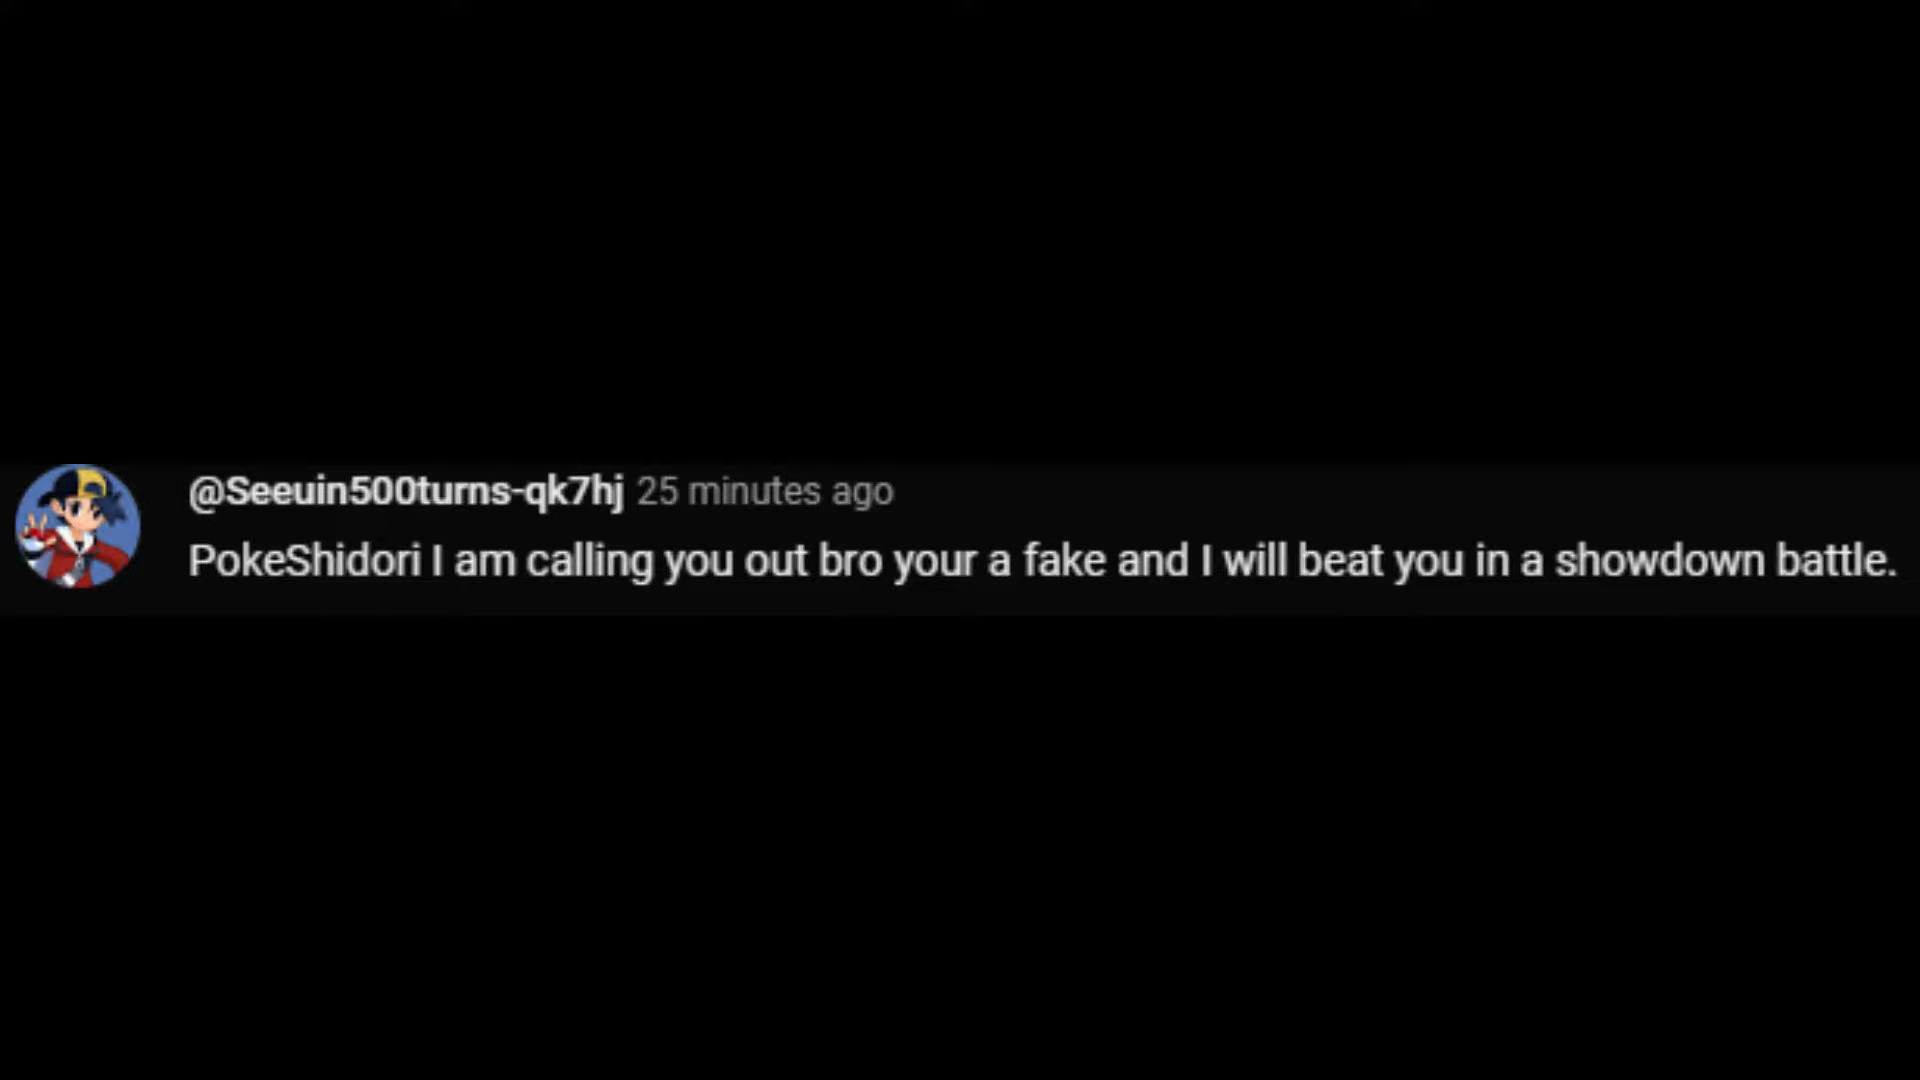 @Seeuin500turns-qk7hj 25 minutes ago
PokeShidori I am calling you out bro your a fake and I will beat you in a showdown battle.